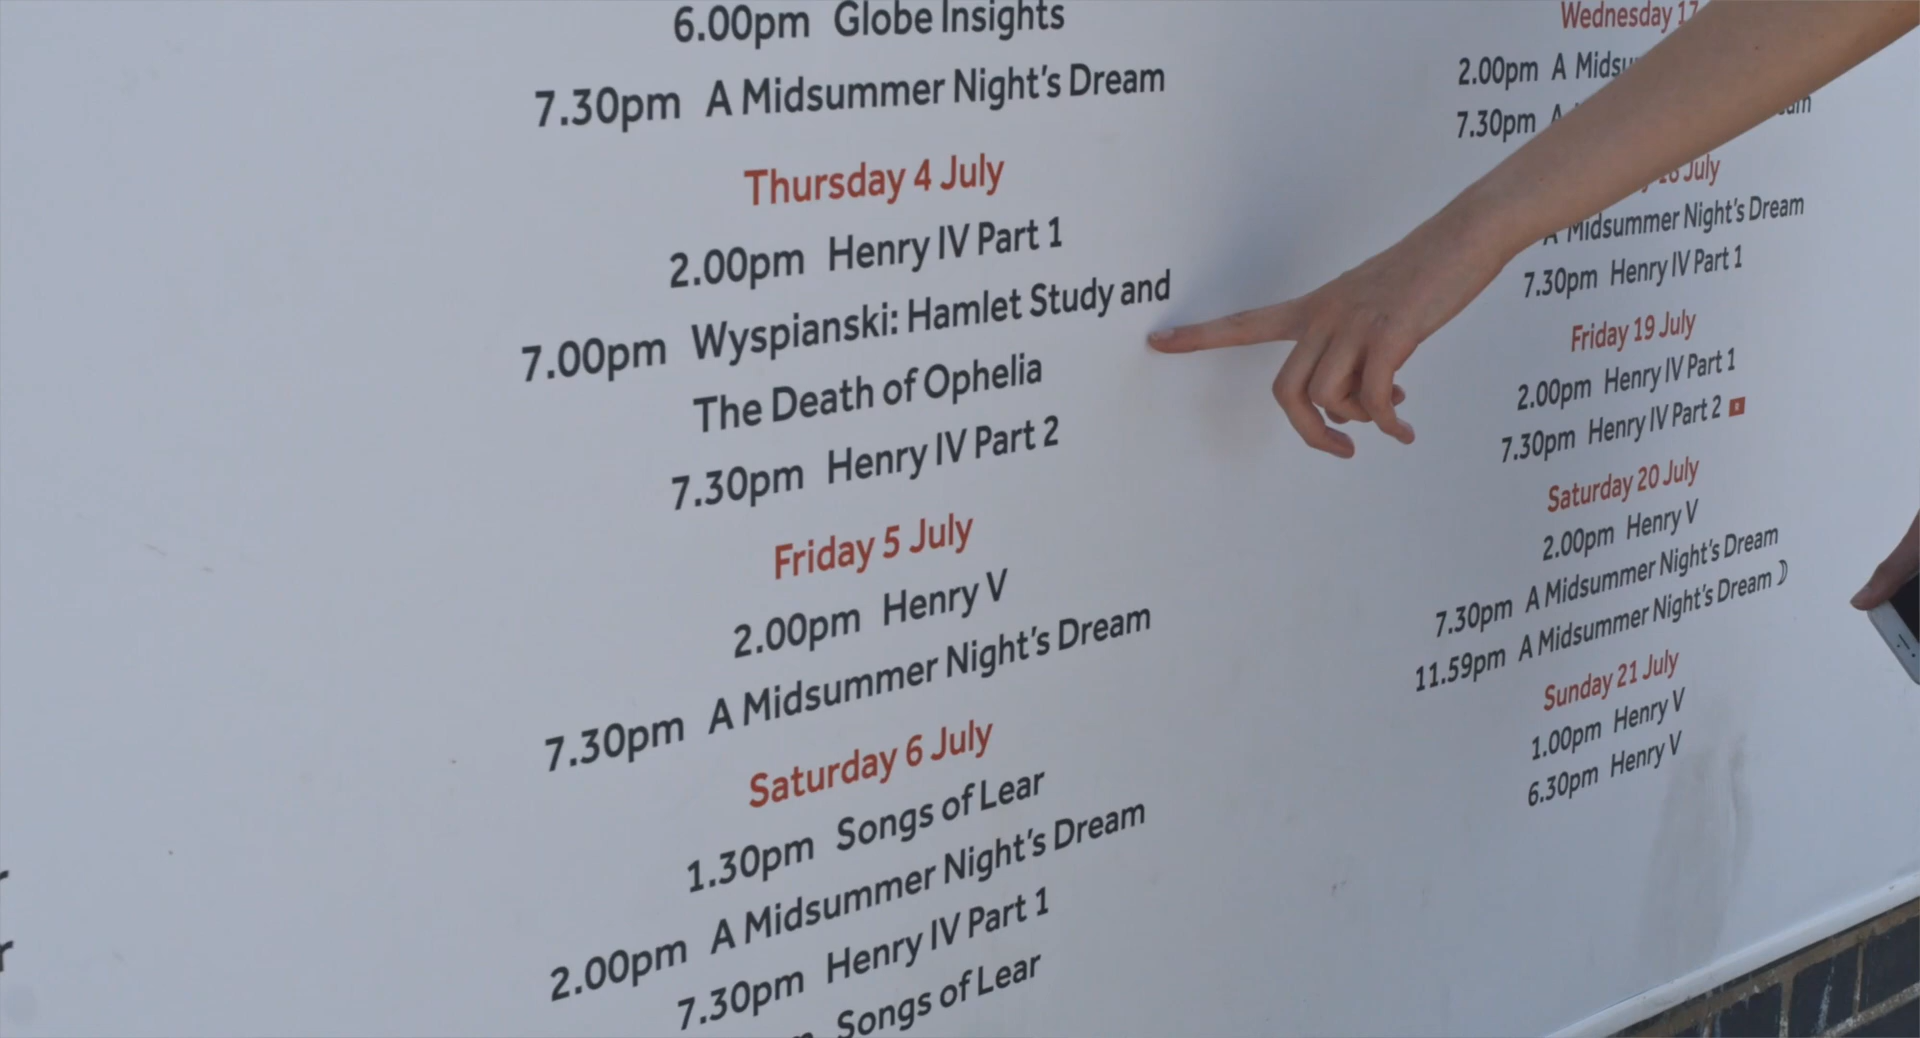 6.00pm Globe Insights
7.30pm A Midsummer Night's Dream
Thursday 4 July
2.00pm Henry IV Part 1
7.00pm Wyspianski: Hamlet Study and
The Death of Ophelia
7.30pm Henry IV Part 2
Friday 5 July
2.00pm Henry V
7.30pm A Midsummer Night's Dream
Saturday 6 July
1.30pm Songs of Lear
2.00pm A Midsummer Night's Dream
7.30pm Henry IV Part 1
Songs of Lear
Wednesday 17
2.00pm A
7.30pm
July
A Midsummer Night's Dream
7.30pm Henry IV Part 1
Friday 19 July
2.00pm Henry IV Part 1
7.30pm Henry IV Part 2
Saturday 20 July
2.00pm Henry V
7.30pm A Midsummer Night's Dream
11.59pm A Midsummer Night's Dream
Sunday 21 July
1.00pm Henry V
6.30pm Henry V